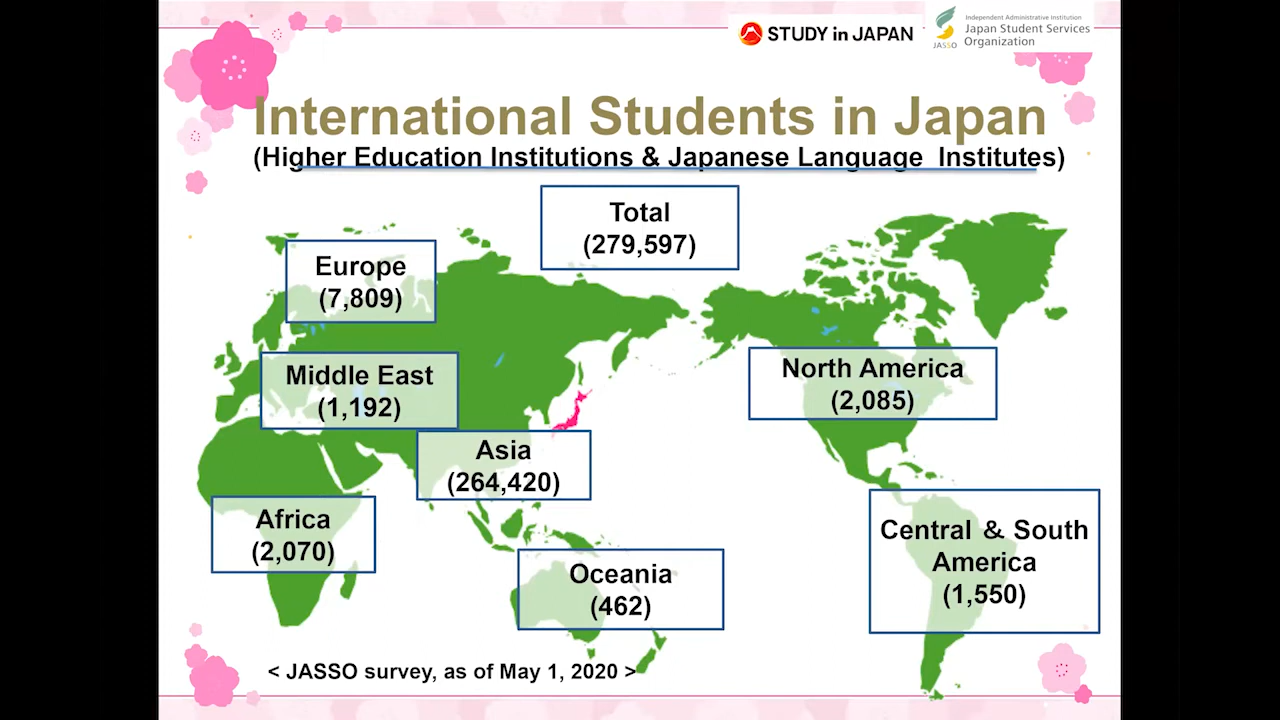 STUDY in JAPAN
JASSO
Independent Administrative Institution
Japan Student Services
Organization
International Students in Japan
(Higher Education Institutions & Japanese Language Institutes)
Total
(279,597)
Europe
(7,809)
Middle East
(1,192)
North America
(2,085)
Asia
(264,420)
Africa
(2,070)
Central & South
America
(1,550)
Oceania
(462)
< JASSO survey, as of May 1, 2020 >